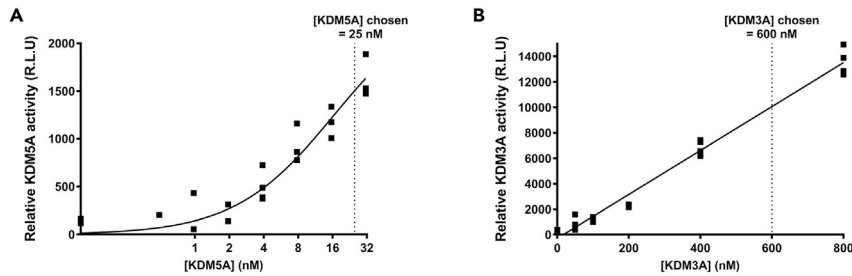 A
[KDM5A] chosen
= 25 nM
Relative KDM5A activity (R.L.U)
2000
1500
1000
500
0
1 2 4 8 16 32
[KDM5A] (nM)
B
[KDM3A] chosen
= 600 nM
Relative KDM3A activity (R.L.U)
14000
12000
10000
8000
6000
4000
2000
0
0 200 400 600 800
[KDM3A] (nM)